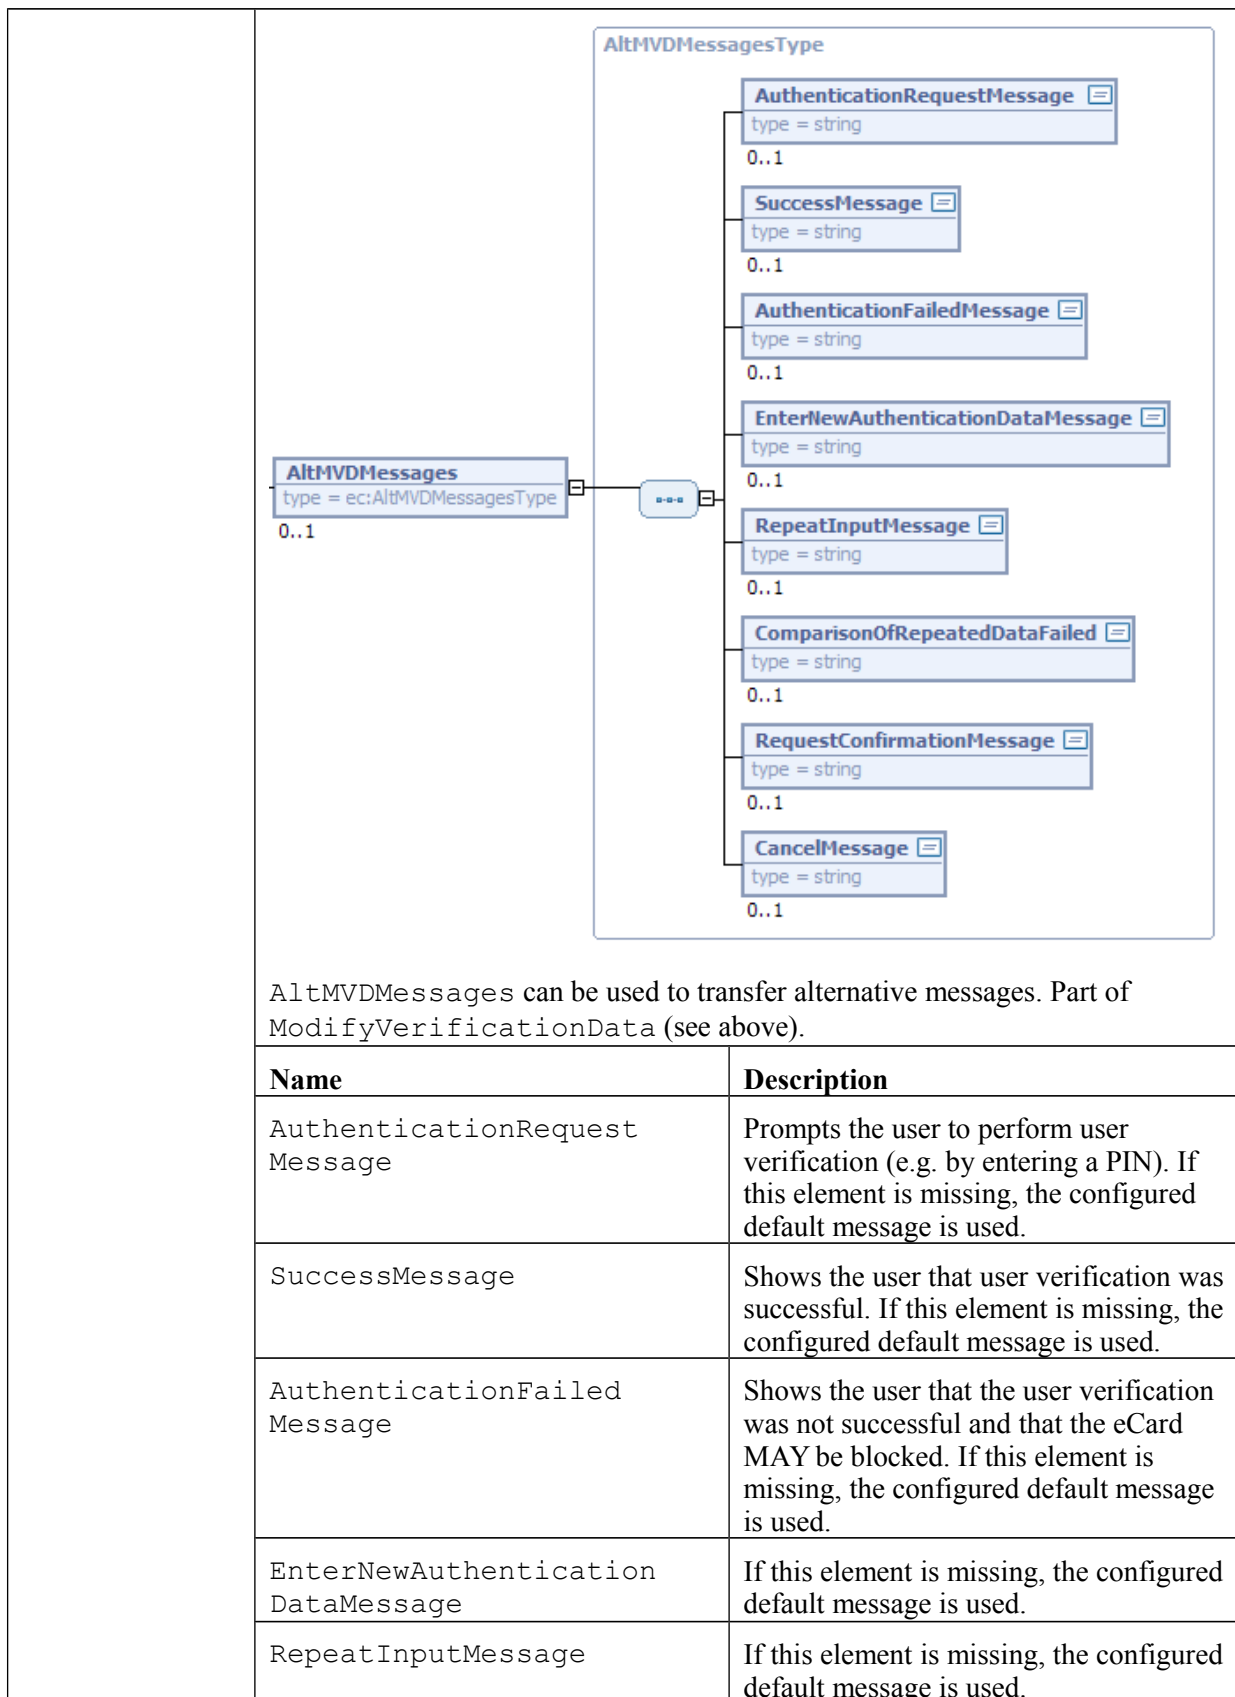 AltMVDMessagesType
AuthenticationRequestMessage
type = string
0..1
SuccessMessage
type = string
0..1
AuthenticationFailedMessage
type = string
0..1
EnterNewAuthenticationDataMessage
type = string
0..1
AltMVDMessages
type = ec:AltMVDMessagesType
0..1
RepeatInputMessage
type = string
0..1
ComparisonOfRepeatedDataFailed
type = string
0..1
RequestConfirmationMessage
type = string
0..1
CancelMessage
type = string
0..1
AltMVDMessages can be used to transfer alternative messages. Part of
ModifyVerificationData (see above).
Name
Description
AuthenticationRequest
Message
Prompts the user to perform user
verification (e.g. by entering a PIN). If
this element is missing, the configured
default message is used.
SuccessMessage
Shows the user that user verification was
successful. If this element is missing, the
configured default message is used.
AuthenticationFailed
Message
Shows the user that the user verification
was not successful and that the eCard
MAY be blocked. If this element is
missing, the configured default message
is used.
EnterNewAuthentication
DataMessage
If this element is missing, the configured
default message is used.
RepeatInputMessage
If this element is missing, the configured
default message is used.